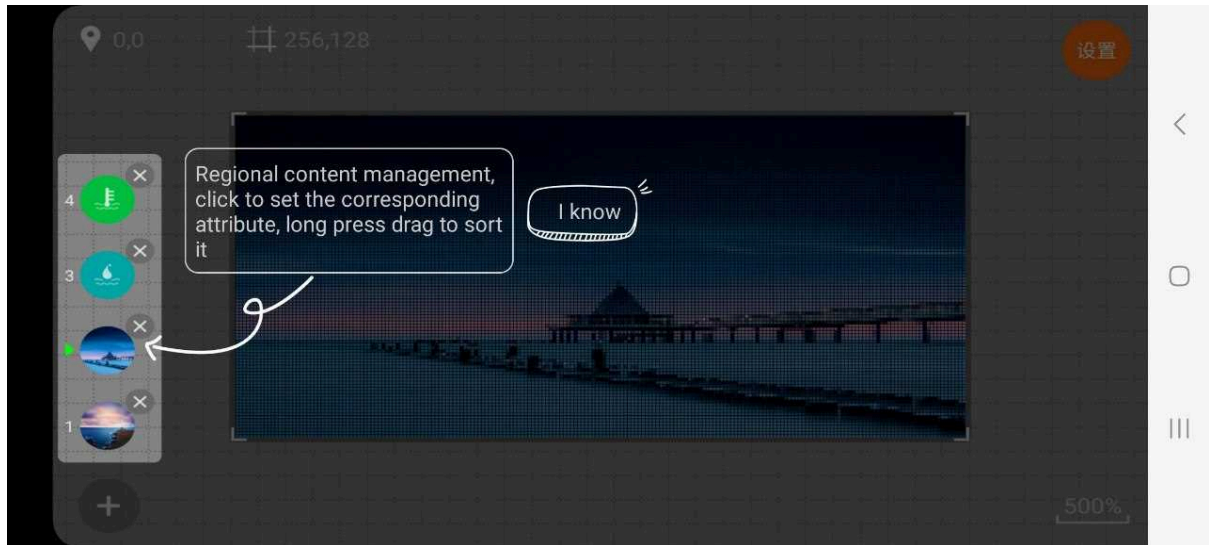 0,0
256,128
设置
4
Regional content management,
click to set the corresponding
attribute, long press drag to sort
it
I know
3
1
500%